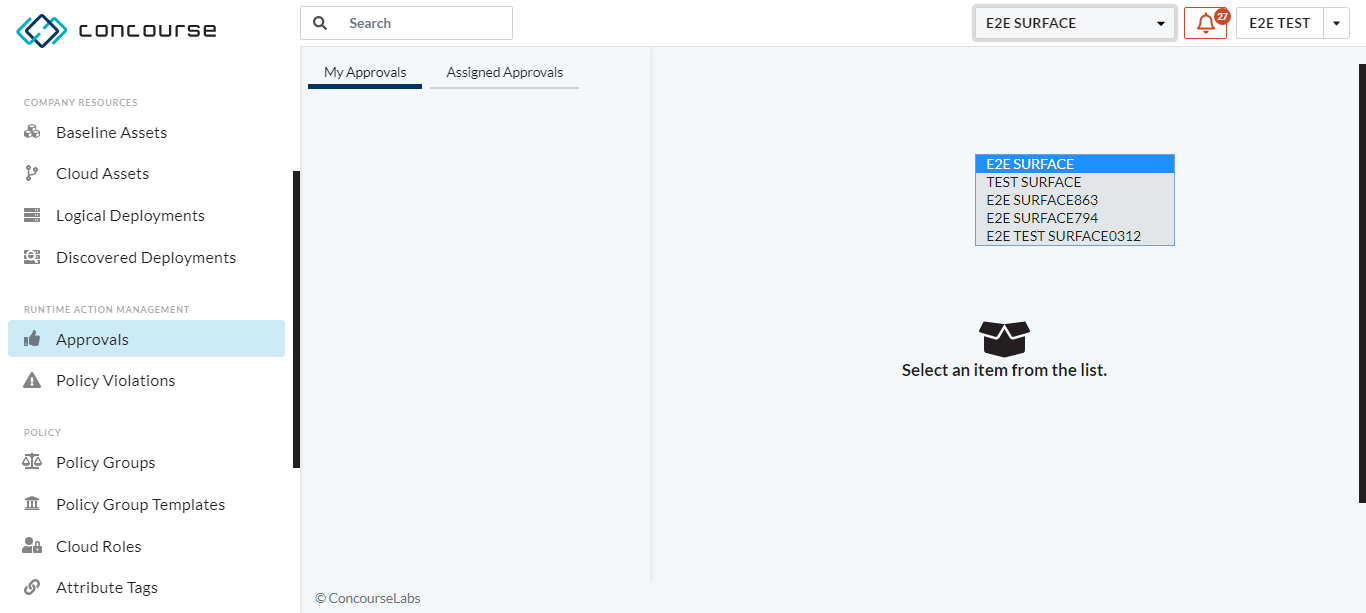 concourse
Search
E2E SURFACE
27
E2E TEST
COMPANY RESOURCES
Baseline Assets
Cloud Assets
Logical Deployments
Discovered Deployments
RUNTIME ACTION MANAGEMENT
Approvals
Policy Violations
POLICY
Policy Groups
Policy Group Templates
Cloud Roles
Attribute Tags
My Approvals
Assigned Approvals
E2E SURFACE
TEST SURFACE
E2E SURFACE863
E2E SURFACE794
E2E TEST SURFACE0312
Select an item from the list.
© ConcourseLabs